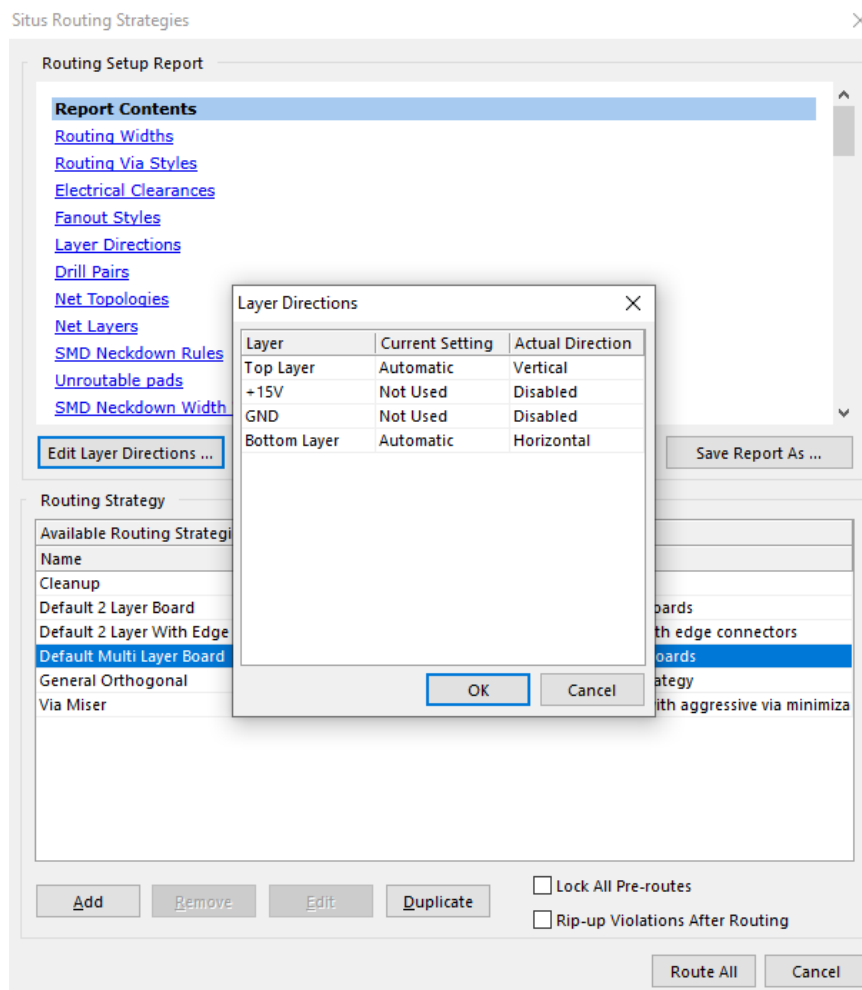 Situs Routing Strategies
Routing Setup Report
Report Contents
Routing Widths
Routing Via Styles
Electrical Clearances
Fanout Styles
Layer Directions
Drill Pairs
Net Topologies
Net Layers
SMD Neckdown Rules
Unroutable pads
SMD Neckdown Width
Edit Layer Directions ...
Save Report As ...
Layer Directions
Layer Current Setting Actual Direction
Top Layer Automatic Vertical
+15V Not Used Disabled
GND Not Used Disabled
Bottom Layer Automatic Horizontal
OK Cancel
Routing Strategy
Available Routing Strategi
Name
Cleanup
Default 2 Layer Board oards
Default 2 Layer With Edge th edge connectors
Default Multi Layer Board oards
General Orthogonal ategy
Via Miser ith aggressive via minimiza
Add Remove Edit Duplicate
Lock All Pre-routes
Rip-up Violations After Routing
Route All Cancel